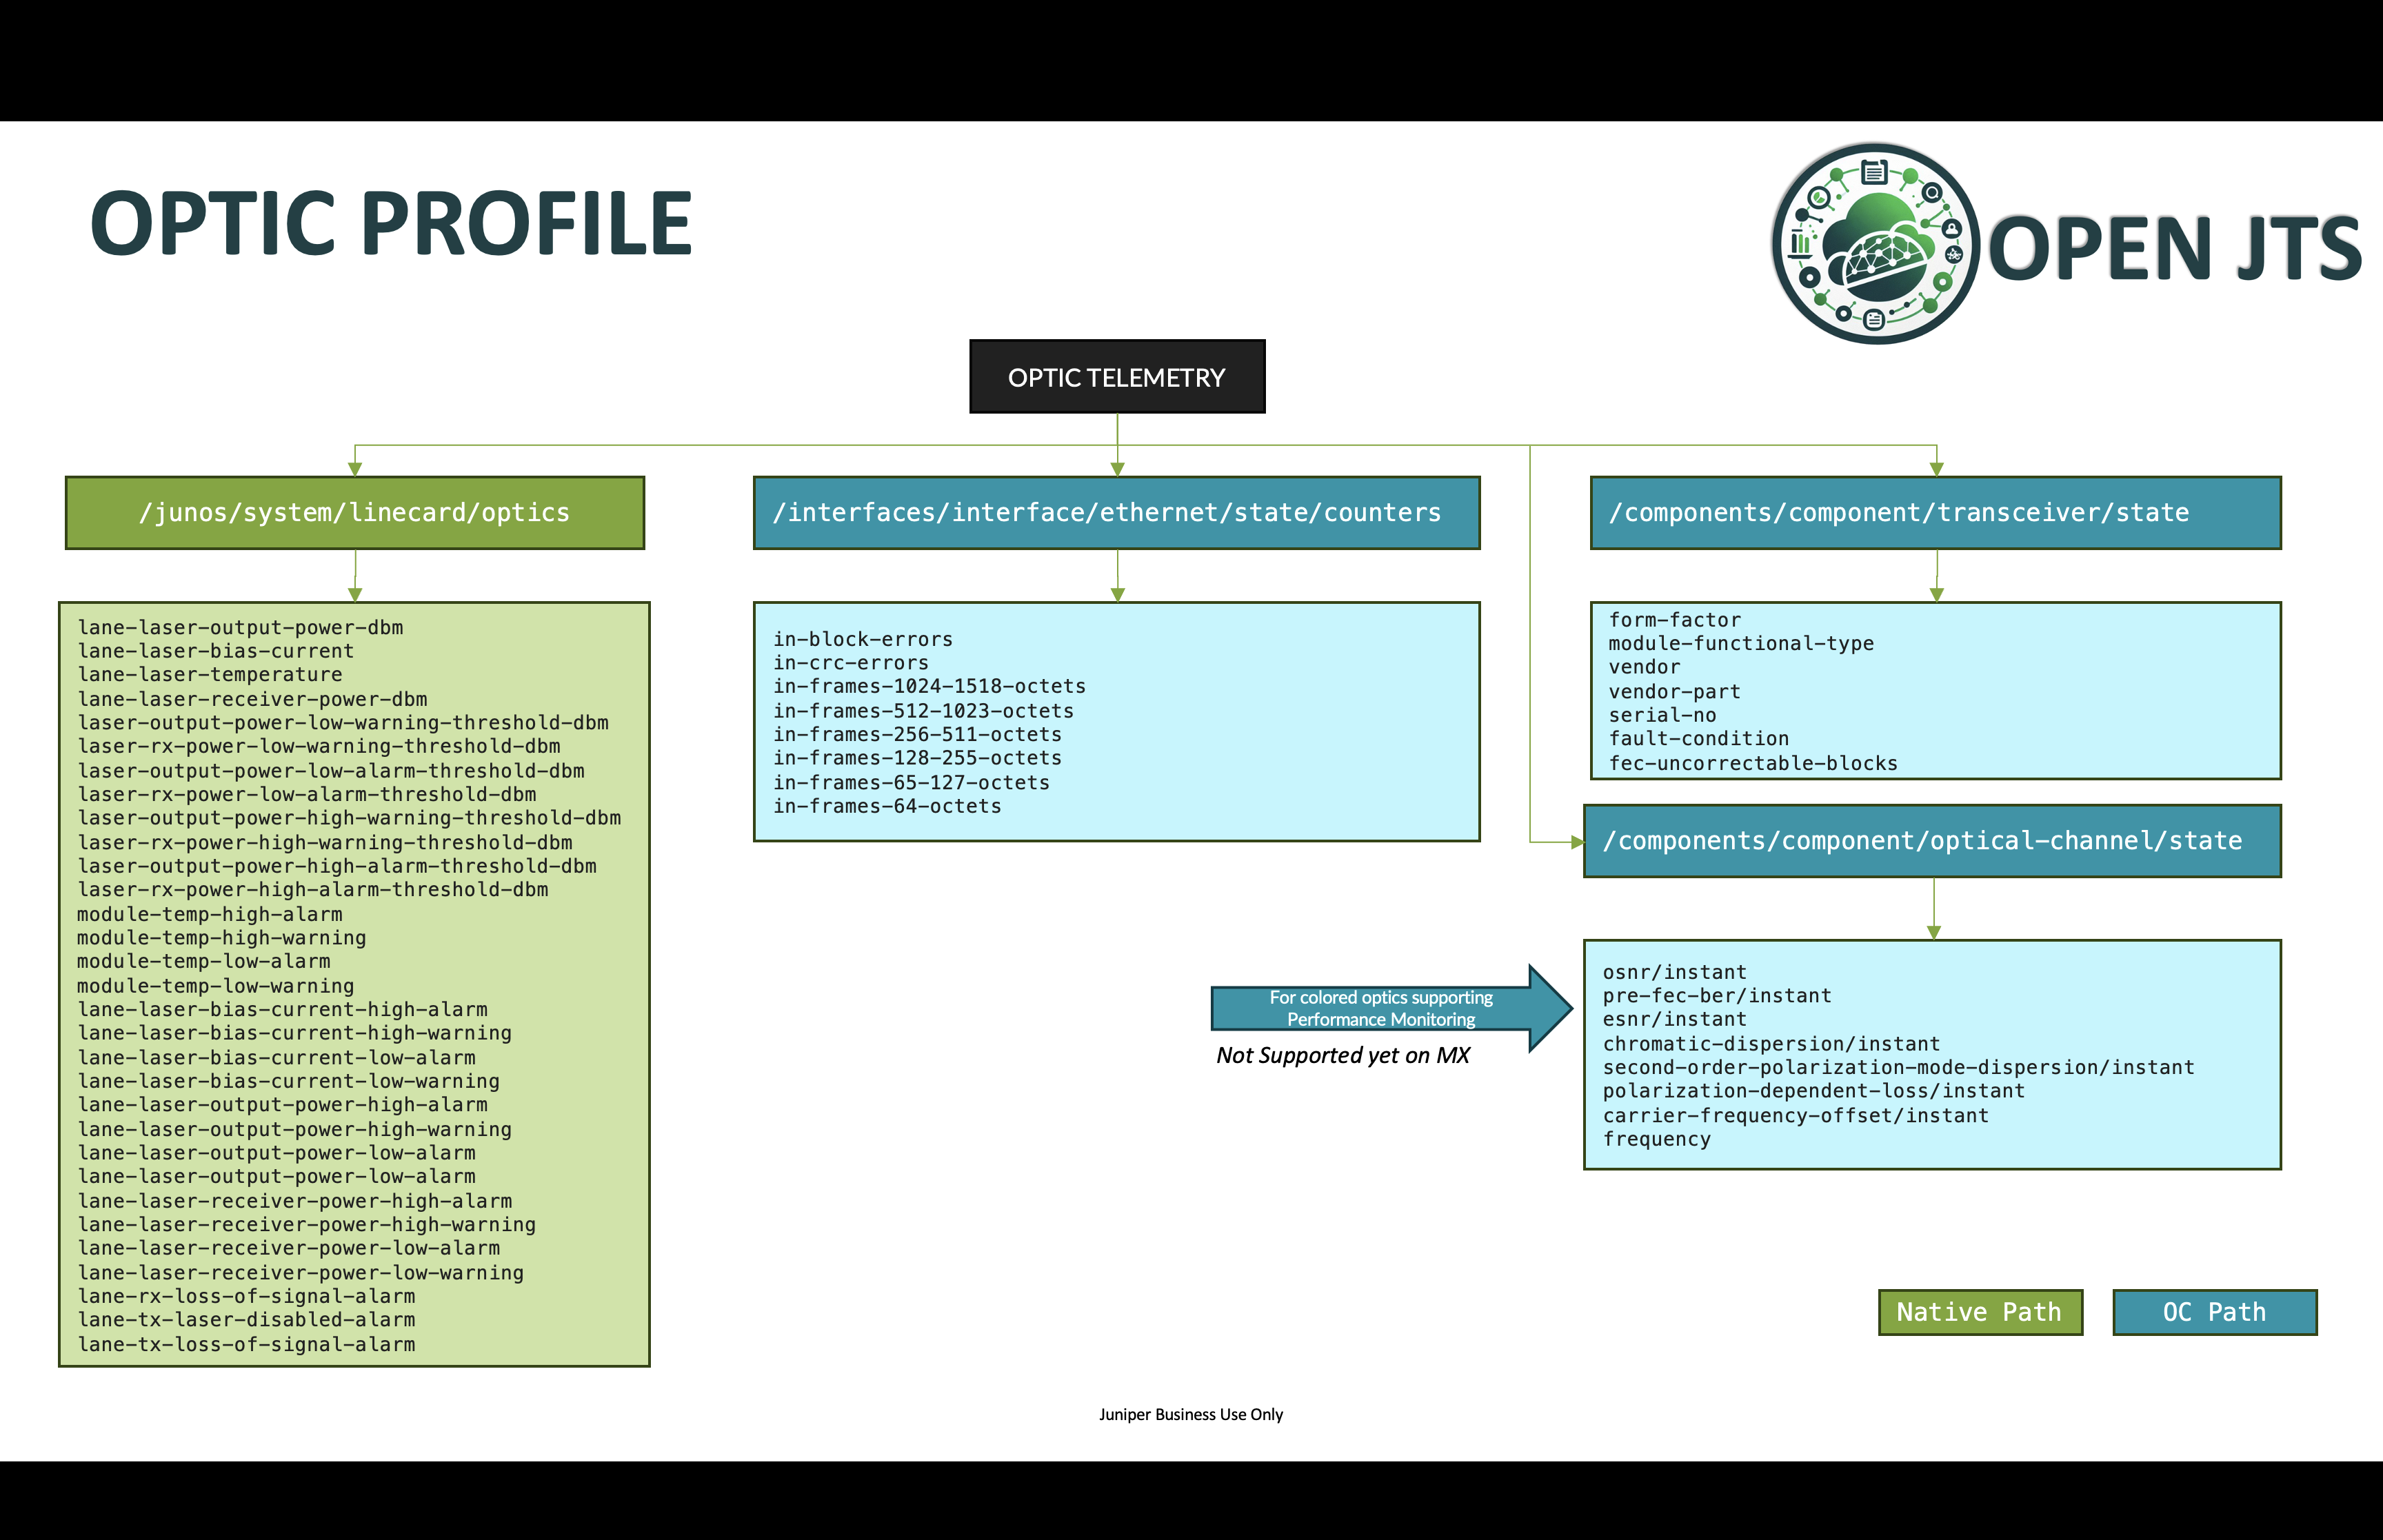 OPTIC PROFILE
OPEN JTS
OPTIC TELEMETRY
/junos/system/linecard/optics
lane-laser-output-power-dbm
lane-laser-bias-current
lane-laser-temperature
lane-laser-receiver-power-dbm
laser-output-power-low-warning-threshold-dbm
laser-rx-power-low-warning-threshold-dbm
laser-output-power-low-alarm-threshold-dbm
laser-rx-power-low-alarm-threshold-dbm
laser-output-power-high-warning-threshold-dbm
laser-rx-power-high-warning-threshold-dbm
laser-output-power-high-alarm-threshold-dbm
laser-rx-power-high-alarm-threshold-dbm
module-temp-high-alarm
module-temp-high-warning
module-temp-low-alarm
module-temp-low-warning
lane-laser-bias-current-high-alarm
lane-laser-bias-current-high-warning
lane-laser-bias-current-low-alarm
lane-laser-bias-current-low-warning
lane-laser-output-power-high-alarm
lane-laser-output-power-high-warning
lane-laser-output-power-low-alarm
lane-laser-output-power-low-alarm
lane-laser-receiver-power-high-alarm
lane-laser-receiver-power-high-warning
lane-laser-receiver-power-low-alarm
lane-laser-receiver-power-low-warning
lane-rx-loss-of-signal-alarm
lane-tx-laser-disabled-alarm
lane-tx-loss-of-signal-alarm
/interfaces/interface/ethernet/state/counters
in-block-errors
in-crc-errors
in-frames-1024-1518-octets
in-frames-512-1023-octets
in-frames-256-511-octets
in-frames-128-255-octets
in-frames-65-127-octets
in-frames-64-octets
/components/component/transceiver/state
form-factor
module-functional-type
vendor
vendor-part
serial-no
fault-condition
fec-uncorrectable-blocks
/components/component/optical-channel/state
For colored optics supporting
Performance Monitoring
Not Supported yet on MX
osnr/instant
pre-fec-ber/instant
esnr/instant
chromatic-dispersion/instant
second-order-polarization-mode-dispersion/instant
polarization-dependent-loss/instant
carrier-frequency-offset/instant
frequency
Native Path
OC Path
Juniper Business Use Only